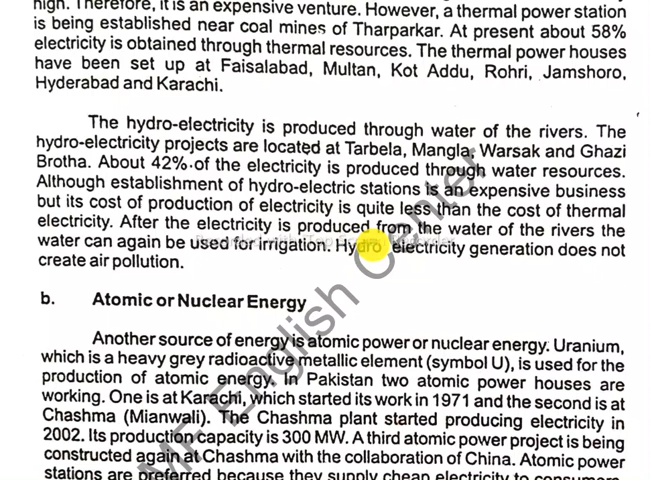 high. Therefore, it is an expensive venture. However, a thermal power station
is being established near coal mines of Tharparkar. At present about 58%
electricity is obtained through thermal resources. The thermal power houses
have been set up at Faisalabad, Multan, Kot Addu, Rohri, Jamshoro,
Hyderabad and Karachi.
The hydro-electricity is produced through water of the rivers. The
hydro-electricity projects are located at Tarbela, Mangla, Warsak and Ghazi
Brotha. About 42% of the electricity is produced through water resources.
Although establishment of hydro-electric stations is an expensive business
but its cost of production of electricity is quite less than the cost of thermal
electricity. After the electricity is produced from the water of the rivers the
water can again be used for irrigation. Hydro electricity generation does not
create air pollution.
b. Atomic or Nuclear Energy
Another source of energy is atomic power or nuclear energy. Uranium,
which is a heavy grey radioactive metallic element (symbol U), is used for the
production of atomic energy. In Pakistan two atomic power houses are
working. One is at Karachi, which started its work in 1971 and the second is at
Chashma (Mianwali). The Chashma plant started producing electricity in
2002. Its production capacity is 300 MW. A third atomic power project is being
constructed again at Chashma with the collaboration of China. Atomic power
stations are preferred because they supply cheap electricity to consumers.
MF English Center